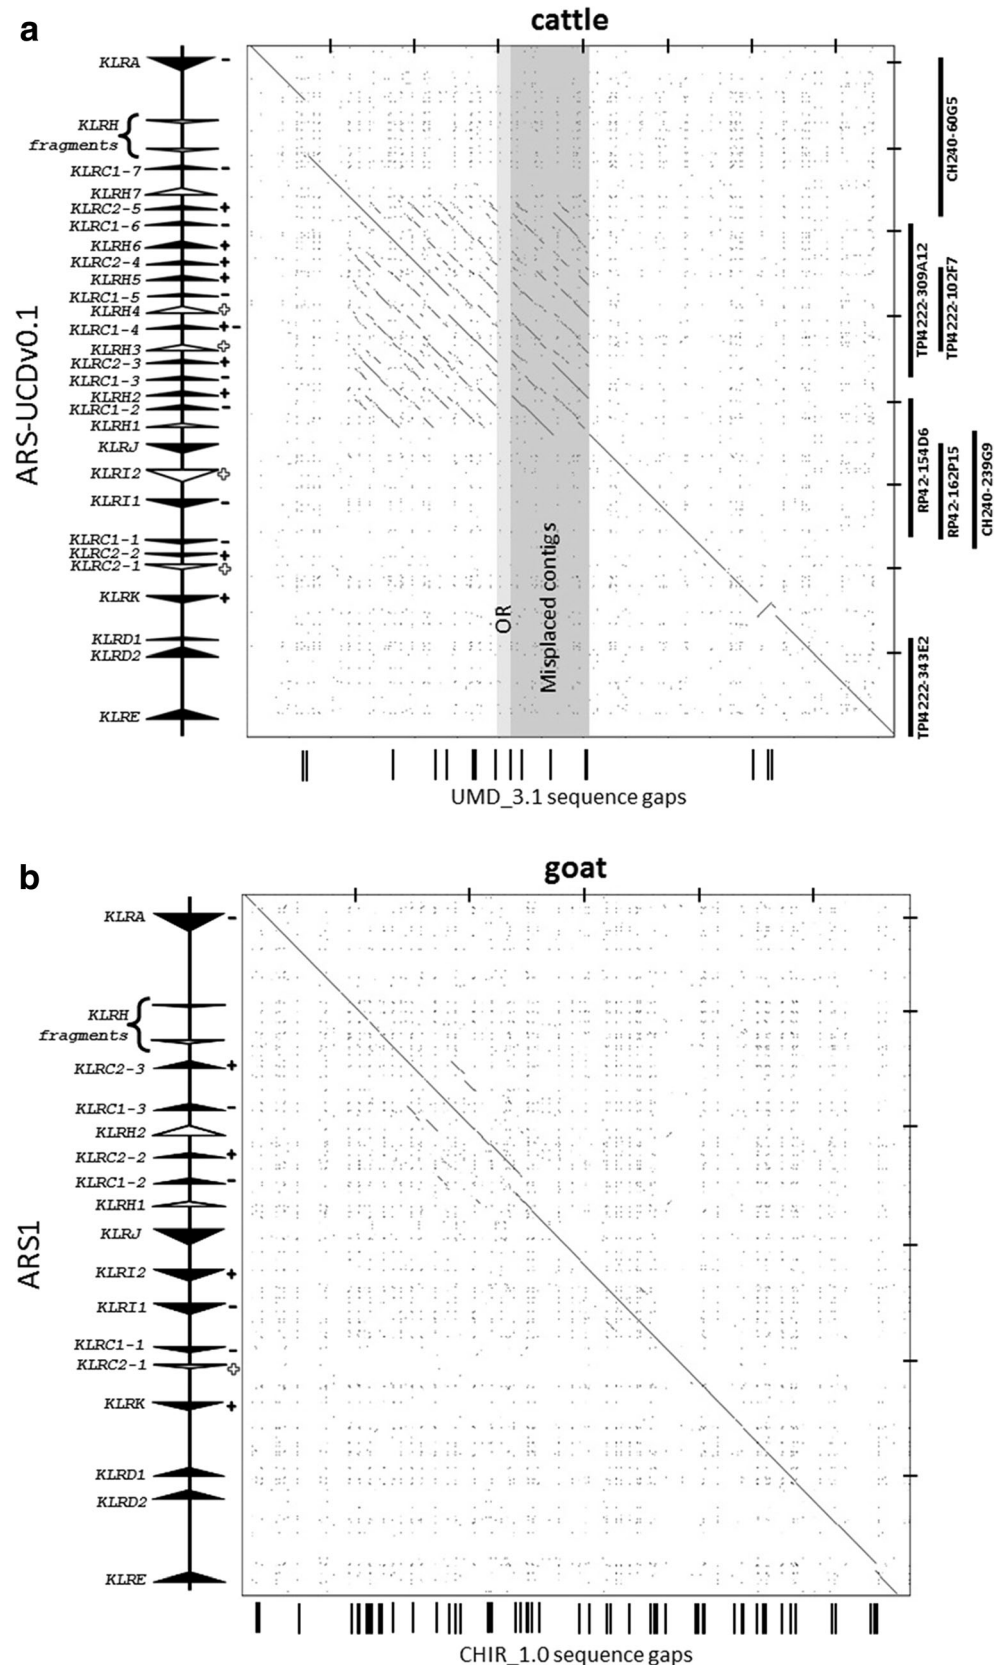 a
cattle
KLRA -
KLRH
fragments
KLRC1-7 -
KLRH7
KLRC2-5 +
KLRC1-6 -
KLRH6 +
KLRC2-4 +
KLRH5 +
KLRC1-5 -
KLRH4 +
KLRC1-4 + -
KLRH3 +
KLRC2-3 +
KLRC1-3 -
KLRH2 +
KLRC1-2 -
KLRH1
KLRJ
KLRI2 +
KLRI1 -
KLRC1-1 -
KLRC2-2 +
KLRC2-1 +
KLRK +
KLRD1
KLRD2
KLRE
ARS-UCDv0.1
OR
Misplaced contigs
CH240-60G5
TPI4222-309A12
TPI4222-102F7
RP42-154D6
RP42-162P15
CH240-239G9
TPI4222-343E2
UMD_3.1 sequence gaps
b
goat
KLRA -
KLRH
fragments
KLRC2-3 +
KLRC1-3 -
KLRH2
KLRC2-2 +
KLRC1-2 -
KLRH1
KLRJ
KLRI2 +
KLRI1 -
KLRC1-1 -
KLRC2-1 +
KLRK +
KLRD1
KLRD2
KLRE
ARS1
CHIR_1.0 sequence gaps